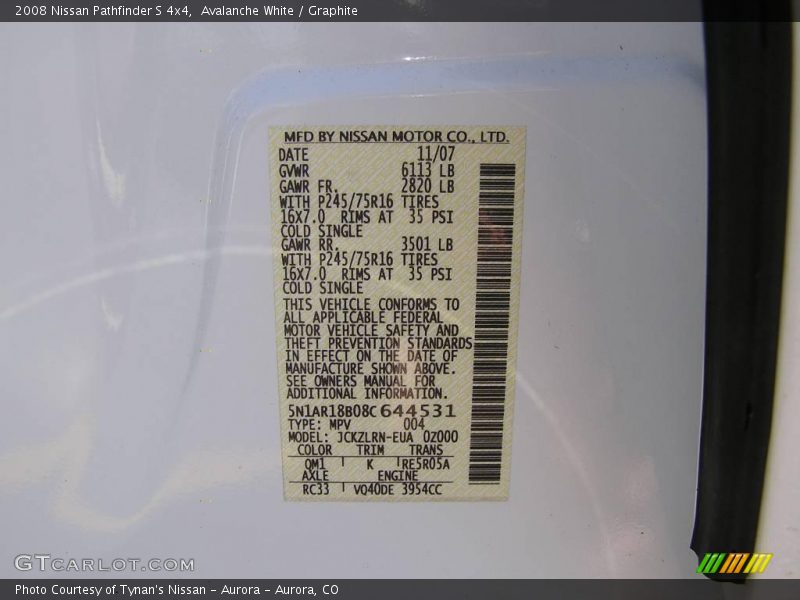 2008 Nissan Pathfinder S 4x4,  Avalanche White / Graphite
MFD BY NISSAN MOTOR CO., LTD.
DATE 11/07
GVWR 6113 LB
GAWR FR. 2820 LB
WITH P245/75R16 TIRES
16X7.0 RIMS AT 35 PSI
COLD SINGLE
GAWR RR. 3501 LB
WITH P245/75R16 TIRES
16X7.0 RIMS AT 35 PSI
COLD SINGLE
THIS VEHICLE CONFORMS TO
ALL APPLICABLE FEDERAL
MOTOR VEHICLE SAFETY AND
THEFT PREVENTION STANDARDS
IN EFFECT ON THE DATE OF
MANUFACTURE SHOWN ABOVE.
SEE OWNERS MANUAL FOR
ADDITIONAL INFORMATION.
5N1AR18B08C644531
TYPE: MPV 004
MODEL: JCKZLRN-EUA 0Z000
COLOR TRIM TRANS
QM1 K RE5R05A
AXLE ENGINE
RC33 VQ40DE 3954CC
GTCARLOT.COM
Photo Courtesy of Tynan's Nissan - Aurora - Aurora, CO